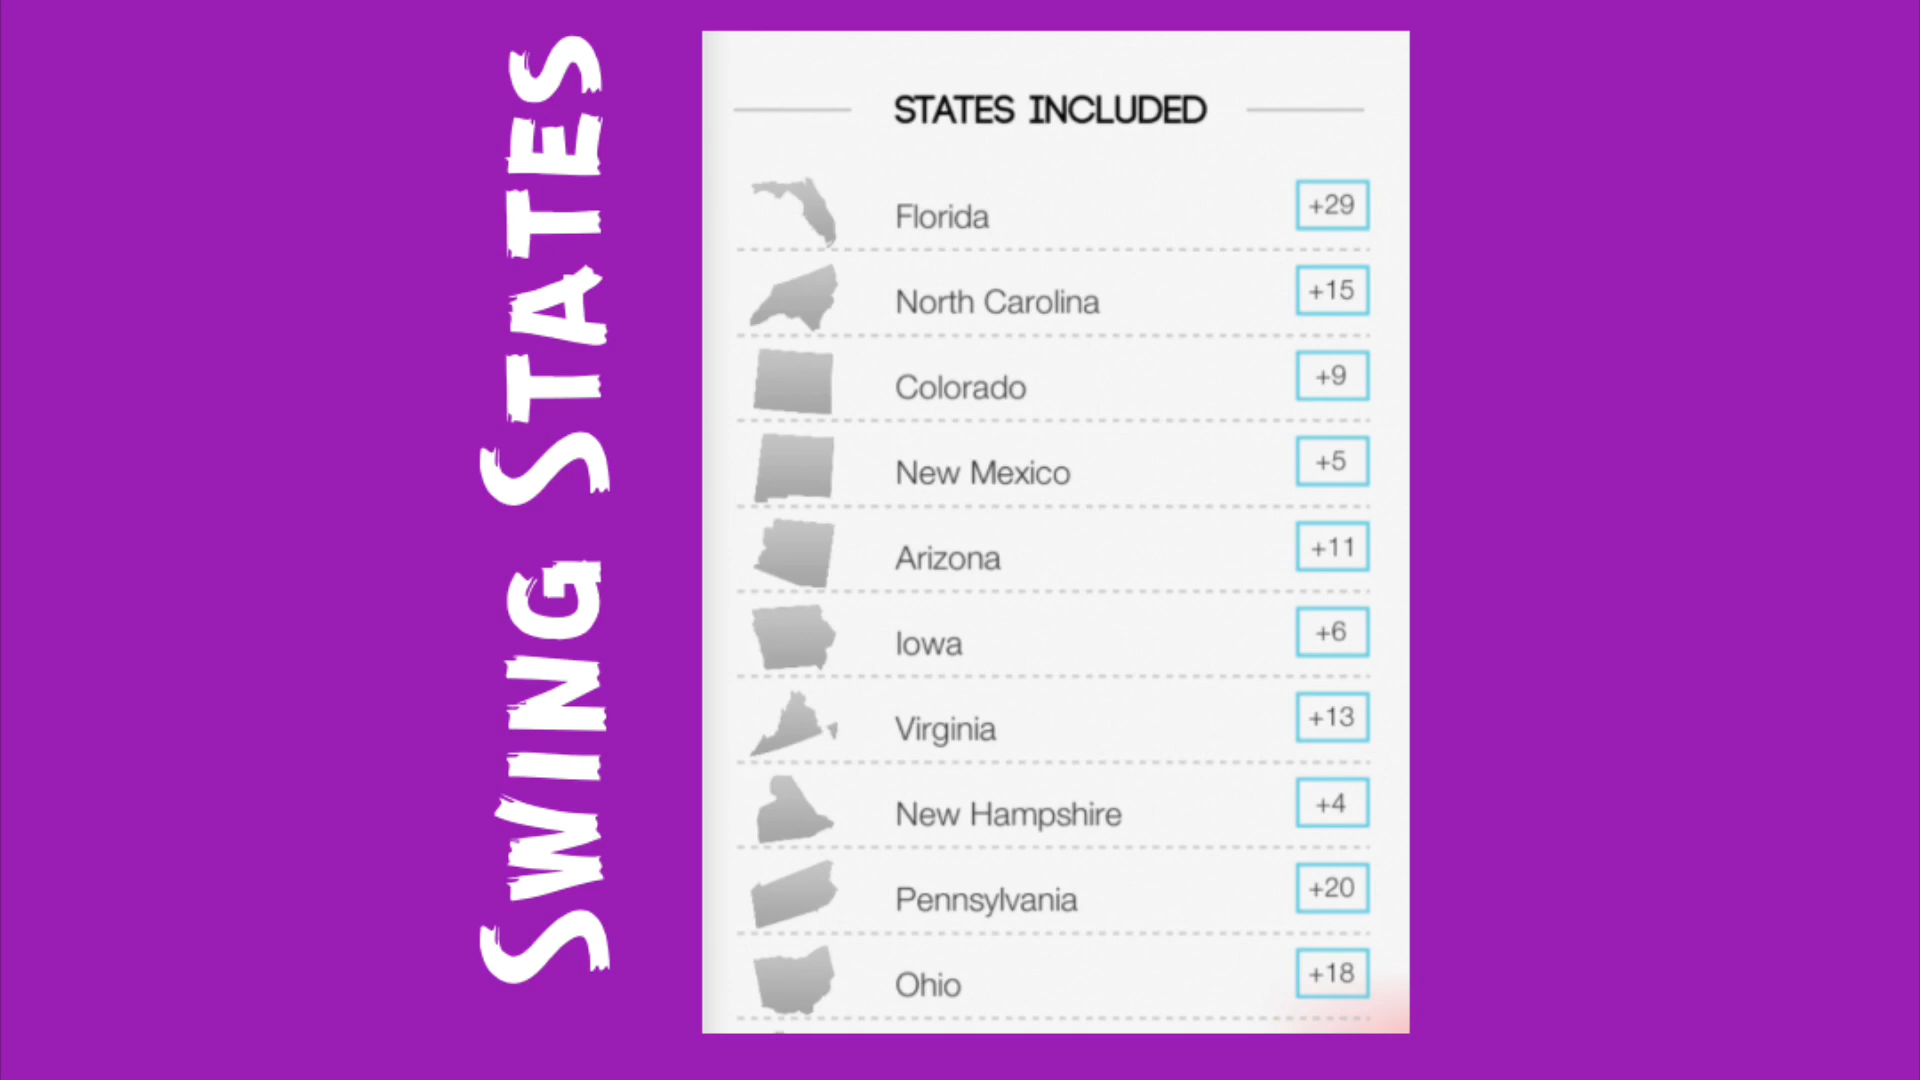 Swing States
STATES INCLUDED
Florida +29
North Carolina +15
Colorado +9
New Mexico +5
Arizona +11
Iowa +6
Virginia +13
New Hampshire +4
Pennsylvania +20
Ohio +18